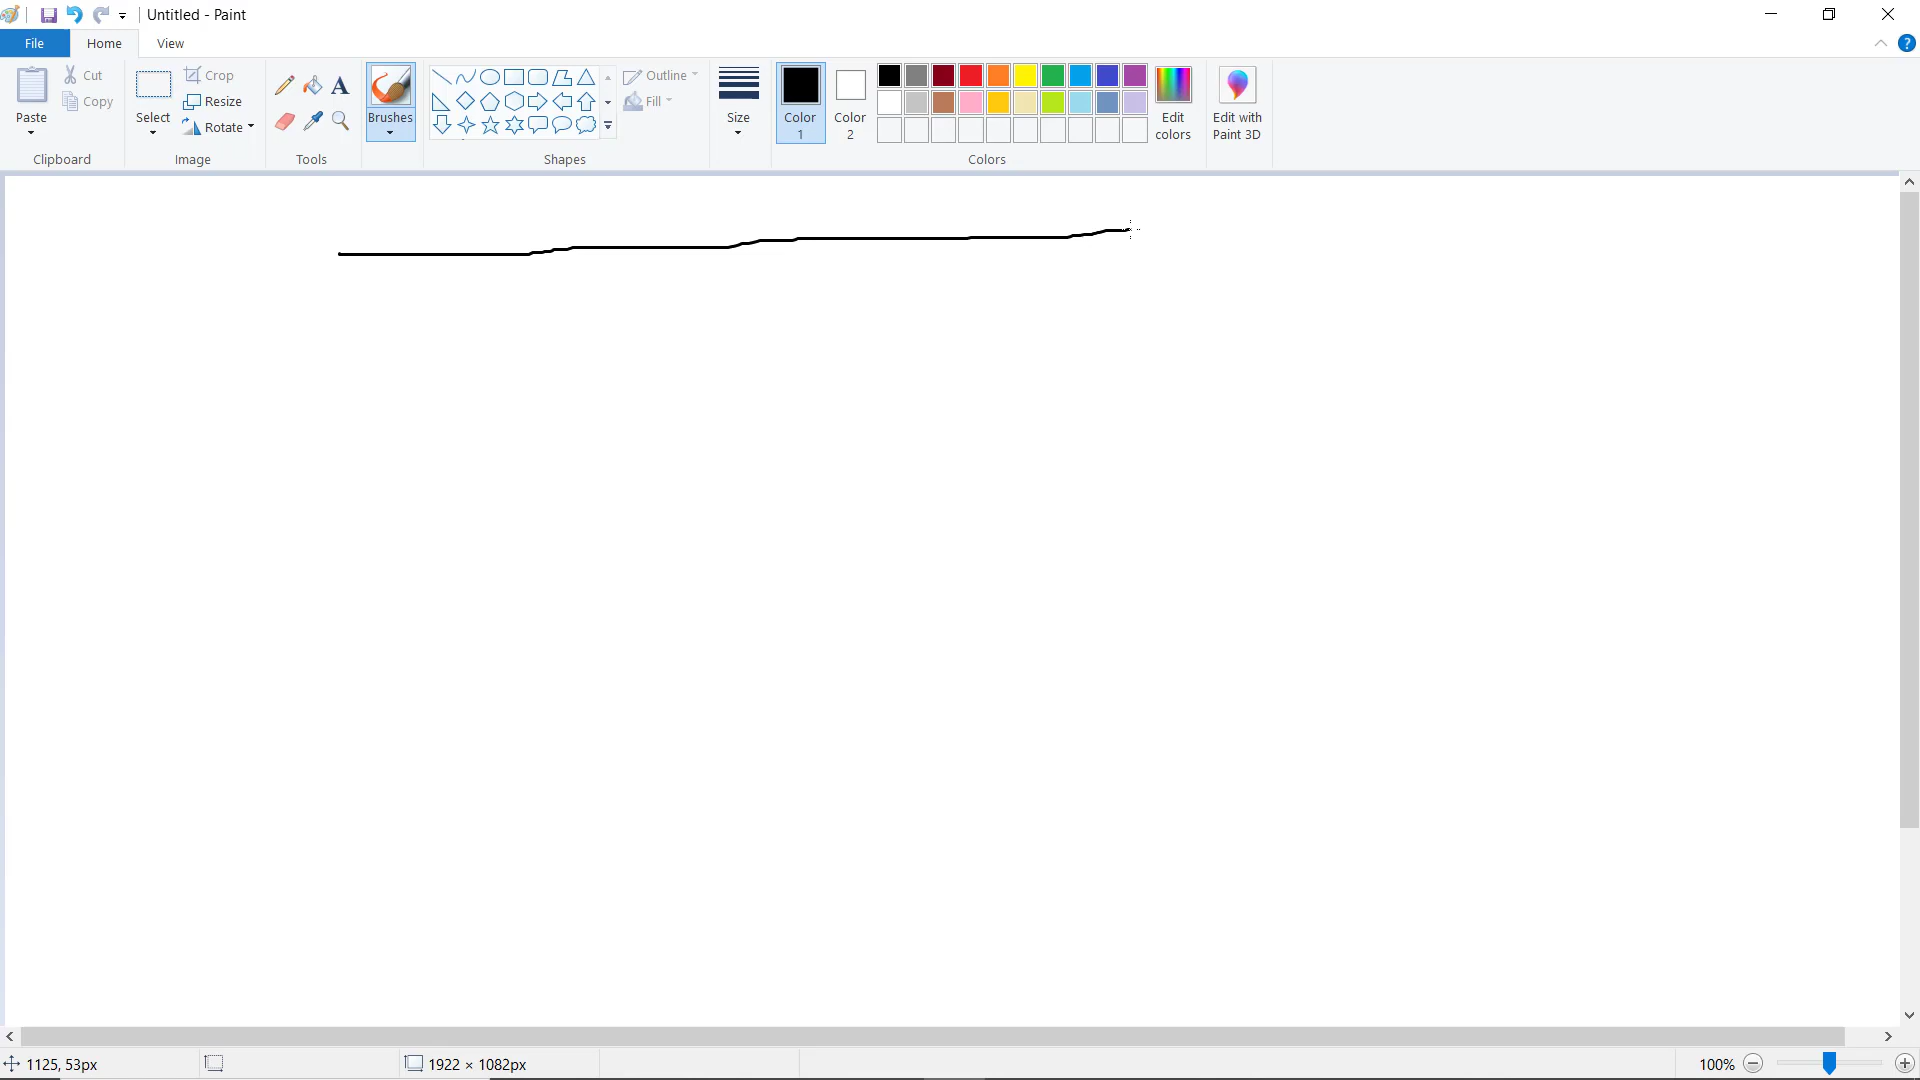 Untitled - Paint
File Home View
Paste Cut Copy Select Crop Resize Rotate Brushes Outline Fill Size Color 1 Color 2 Edit colors Edit with Paint 3D
Clipboard Image Tools Shapes Colors
1125, 53px 1922 × 1082px 100%